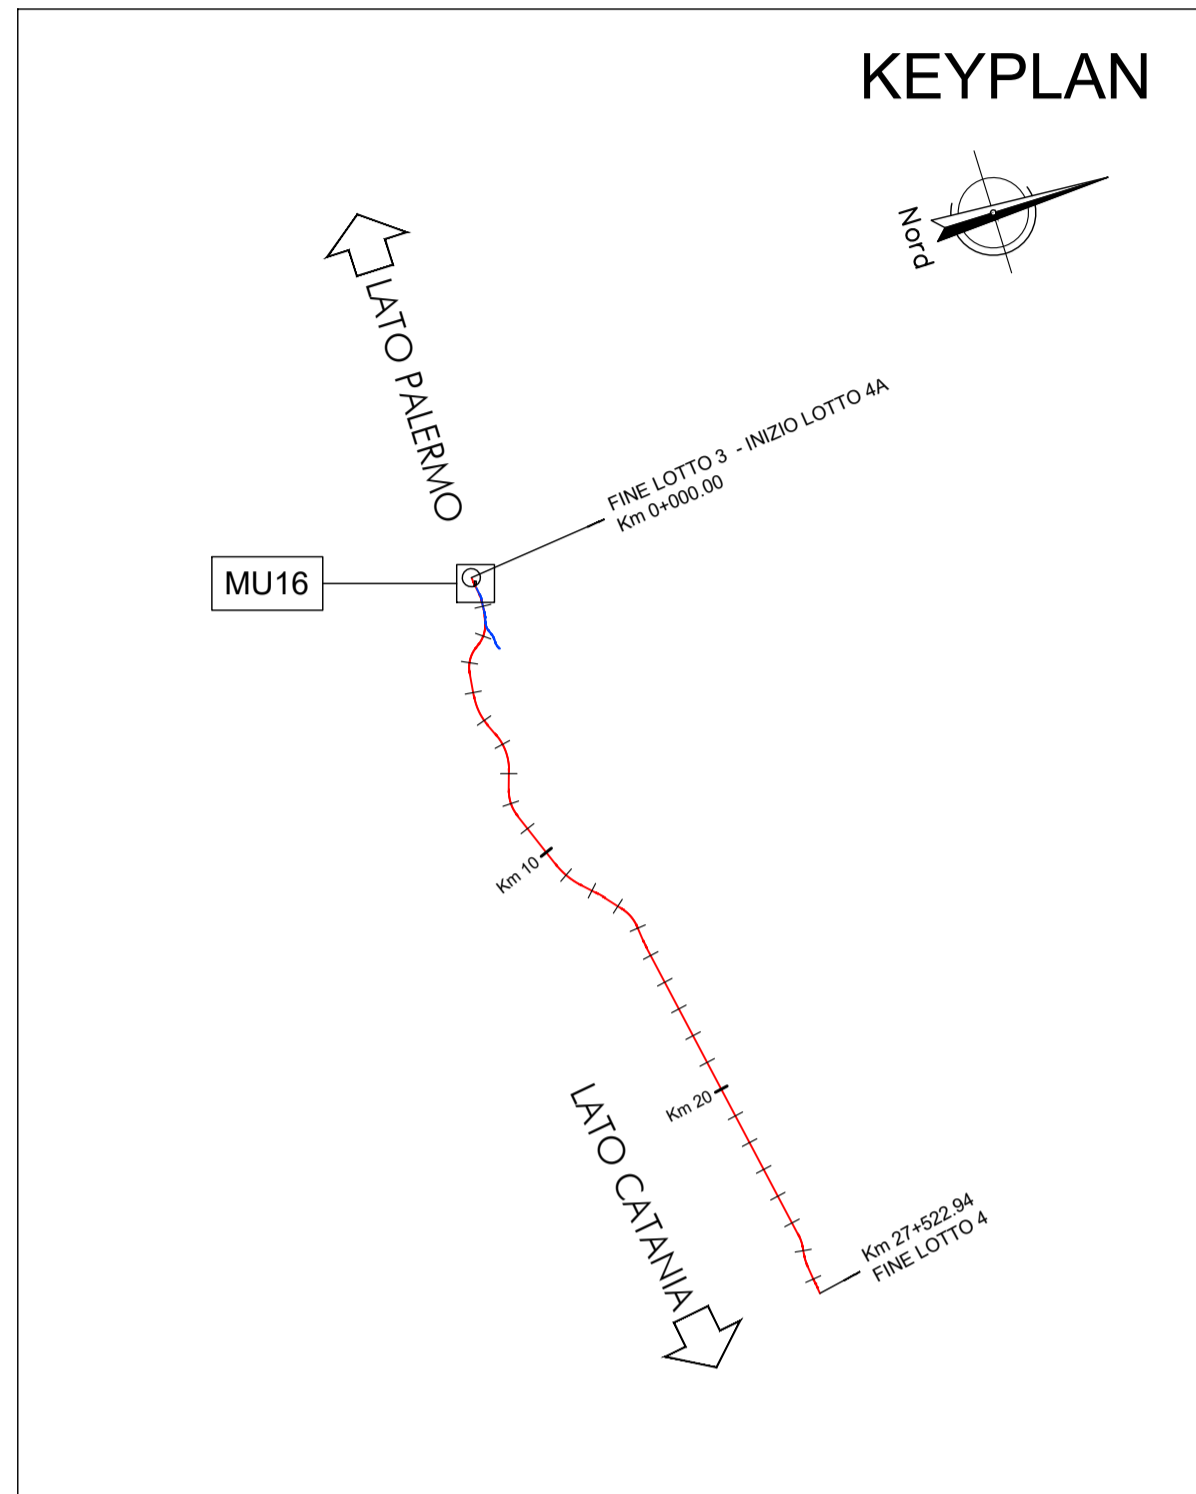 KEYPLAN
Nord
LATO PALERMO
FINE LOTTO 3 - INIZIO LOTTO 4A
Km 0+000.00
MU16
Km 10
Km 20
LATO CATANIA
Km 27+522.94
FINE LOTTO 4